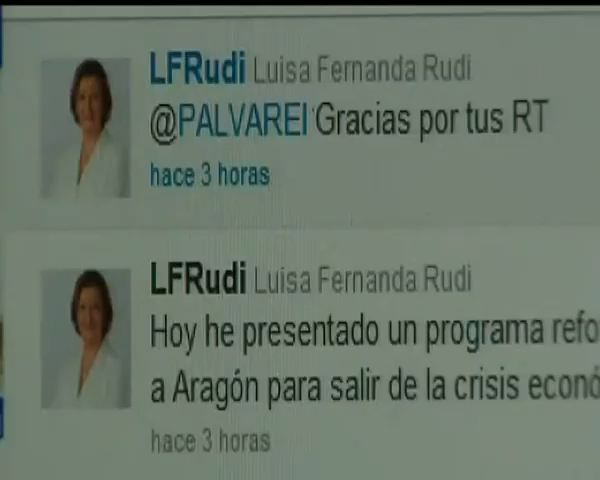 LFRudi Luisa Fernanda Rudi
@PALVAREI Gracias por tus RT
hace 3 horas
LFRudi Luisa Fernanda Rudi
Hoy he presentado un programa refo
a Aragón para salir de la crisis econó
hace 3 horas